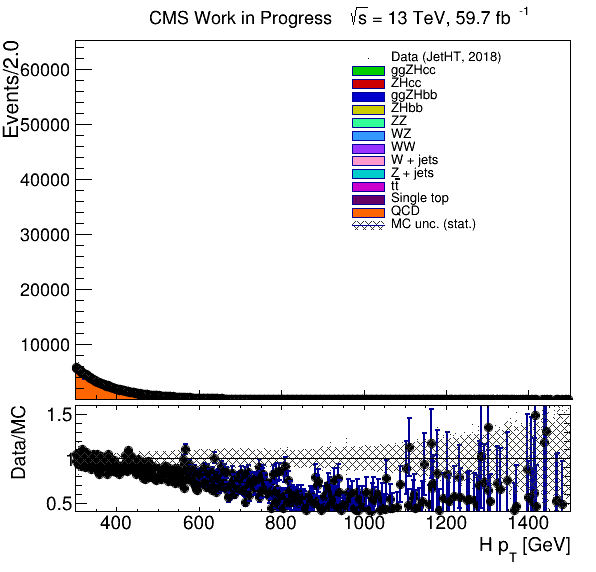 CMS Work in Progress √s = 13 TeV, 59.7 fb⁻¹
Events/2.0
60000
50000
40000
30000
20000
10000
Data (JetHT, 2018)
ggZHcc
ZHcc
ggZHbb
ZHbb
ZZ
WZ
WW
W + jets
Z + jets
tt̅
Single top
QCD
MC unc. (stat.)
Data/MC
1.5
1
0.5
400 600 800 1000 1200 1400
H p_T [GeV]